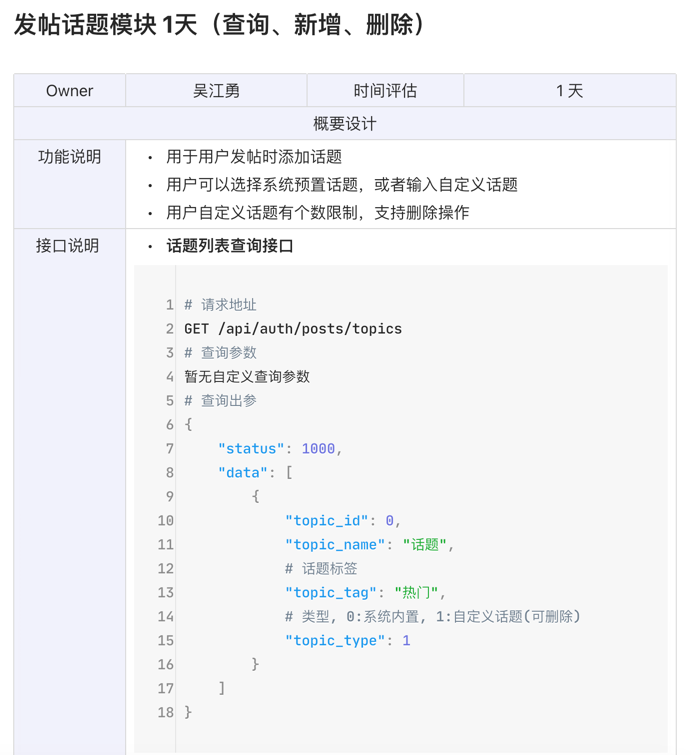 发帖话题模块 1天（查询、新增、删除）
Owner 吴江勇 时间评估 1 天
概要设计
功能说明
• 用于用户发帖时添加话题
• 用户可以选择系统预置话题，或者输入自定义话题
• 用户自定义话题有个数限制，支持删除操作
接口说明
• 话题列表查询接口
1 # 请求地址
2 GET /api/auth/posts/topics
3 # 查询参数
4 暂无自定义查询参数
5 # 查询出参
6 {
7 "status": 1000,
8 "data": [
9 {
10 "topic_id": 0,
11 "topic_name": "话题",
12 # 话题标签
13 "topic_tag": "热门",
14 # 类型, 0:系统内置, 1:自定义话题(可删除)
15 "topic_type": 1
16 }
17 ]
18 }